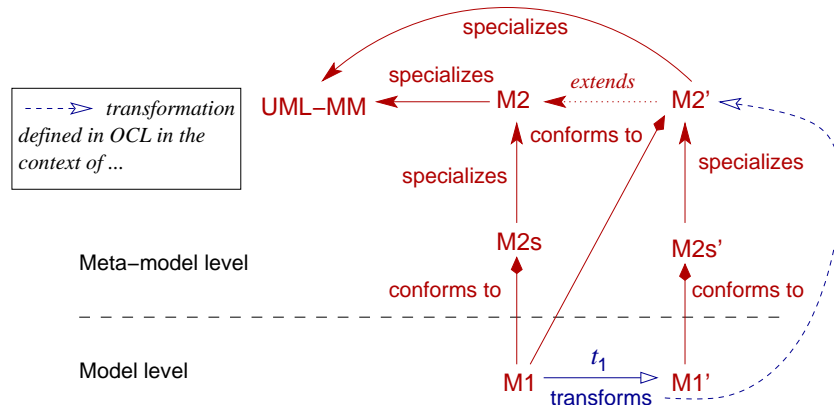 specializes
specializes
extends
UML–MM
M2
M2'
transformation
defined in OCL in the
context of ...
conforms to
specializes
specializes
M2s
M2s'
Meta–model level
conforms to
conforms to
t1
Model level
M1
M1'
transforms